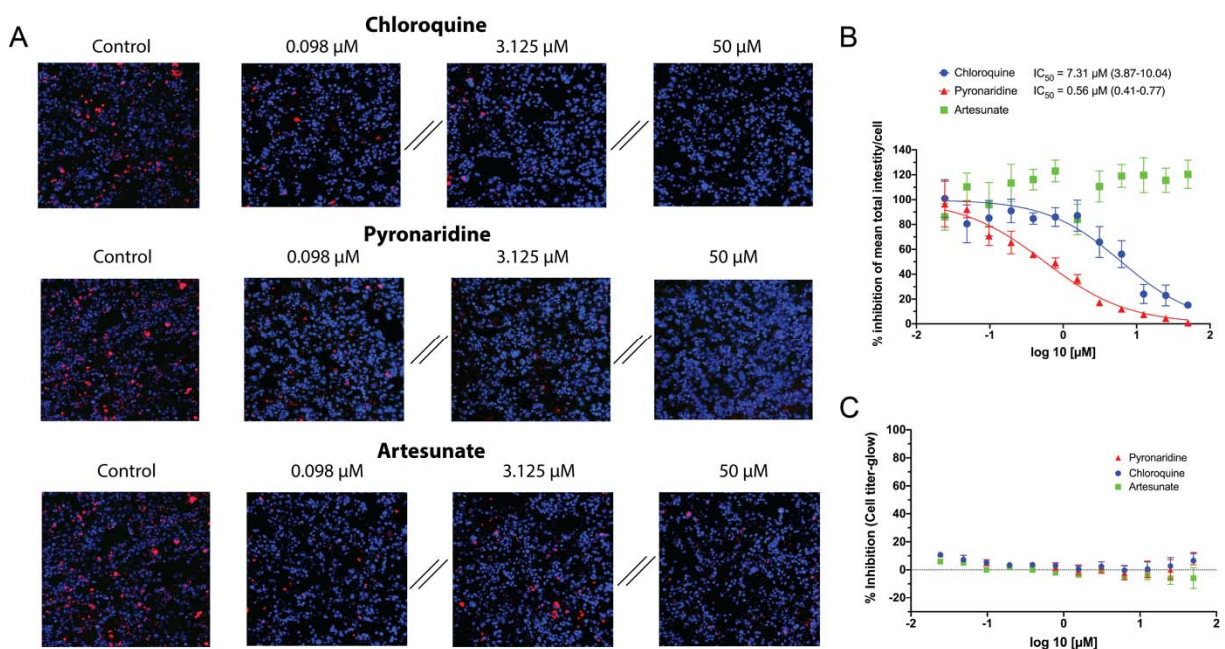 A
Chloroquine
Control 0.098 µM 3.125 µM 50 µM
Pyronaridine
Control 0.098 µM 3.125 µM 50 µM
Artesunate
Control 0.098 µM 3.125 µM 50 µM
B
Chloroquine IC50 = 7.31 µM (3.87-10.04)
Pyronaridine IC50 = 0.56 µM (0.41-0.77)
Artesunate
% inhibition of mean total intestity/cell
140
120
100
80
60
40
20
0
-2 -1 0 1 2
log 10 [µM]
C
Pyronaridine
Chloroquine
Artesunate
% Inhibition (Cell titer-glow)
100
80
60
40
20
0
-20
-2 -1 0 1 2
log 10 [µM]